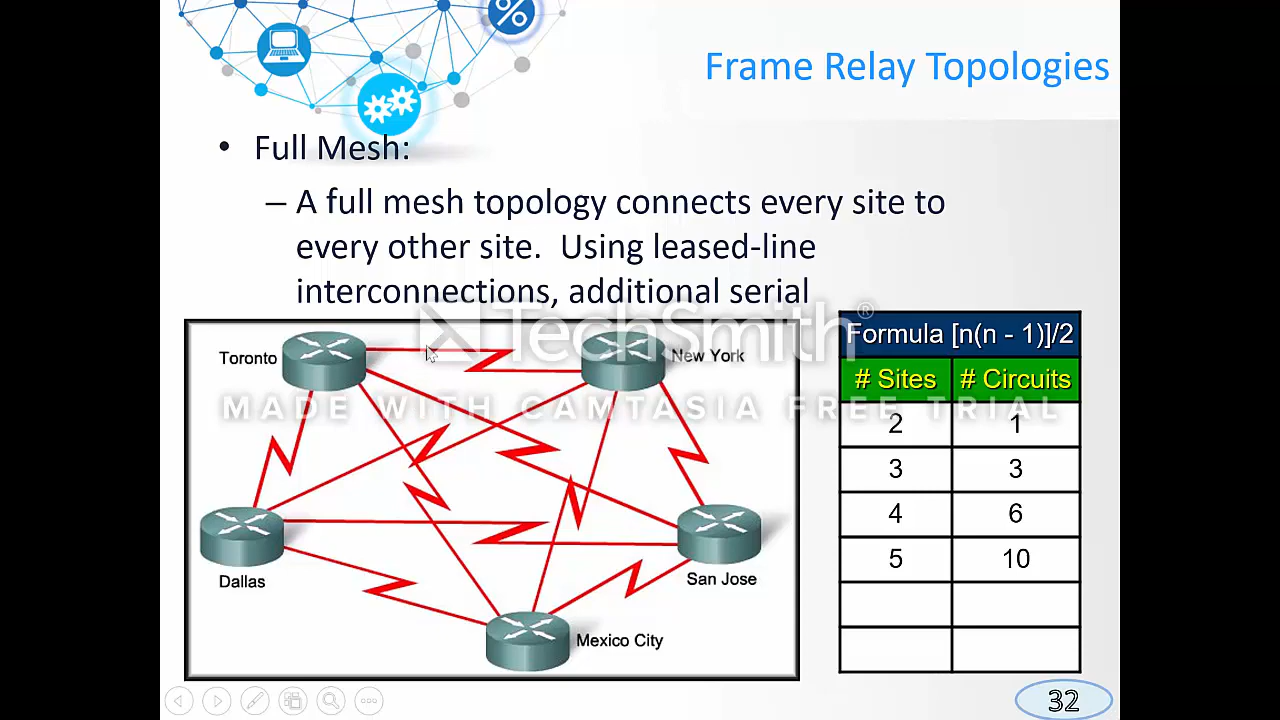 %
Frame Relay Topologies
• Full Mesh:
– A full mesh topology connects every site to
every other site. Using leased-line
interconnections, additional serial
TechSmith®
MADE WITH CAMTASIA FREE TRIAL
Toronto
New York
Dallas
San Jose
Mexico City
Formula [n(n - 1)]/2
# Sites # Circuits
2 1
3 3
4 6
5 10
32